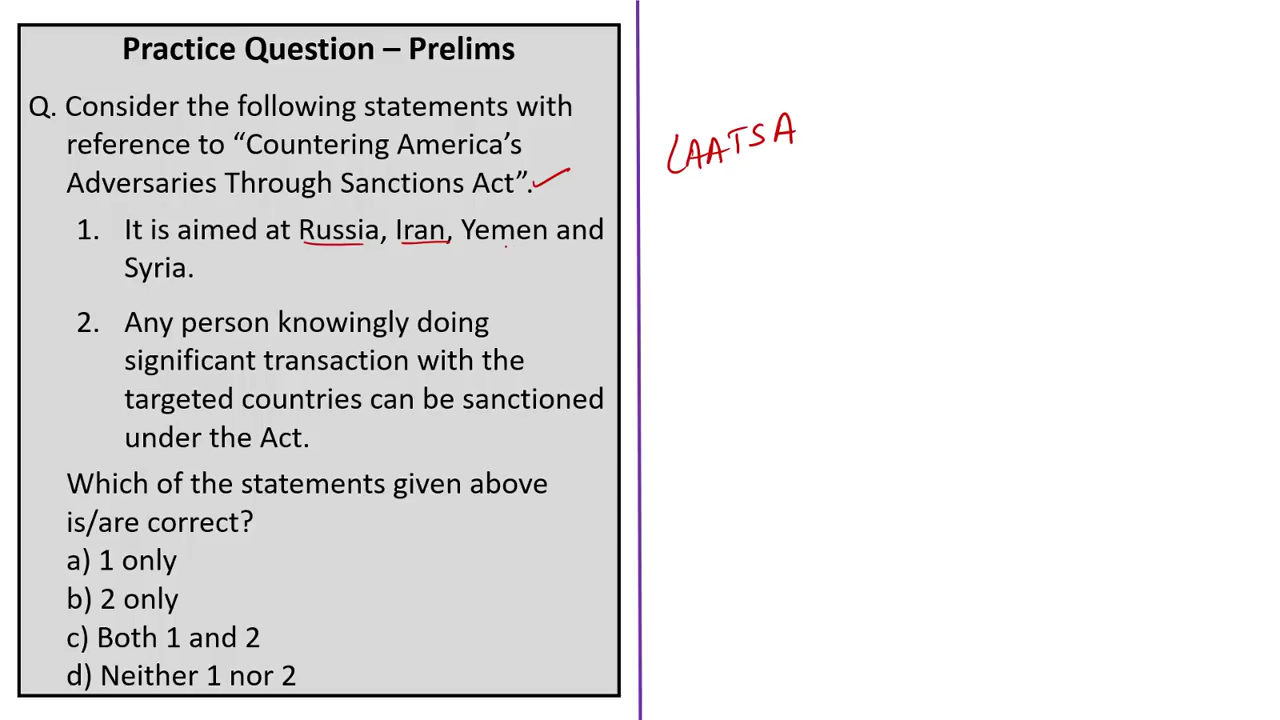 Practice Question – Prelims
Q. Consider the following statements with
reference to “Countering America’s
Adversaries Through Sanctions Act”.
1. It is aimed at Russia, Iran, Yemen and
Syria.
2. Any person knowingly doing
significant transaction with the
targeted countries can be sanctioned
under the Act.
Which of the statements given above
is/are correct?
a) 1 only
b) 2 only
c) Both 1 and 2
d) Neither 1 nor 2
CAATSA